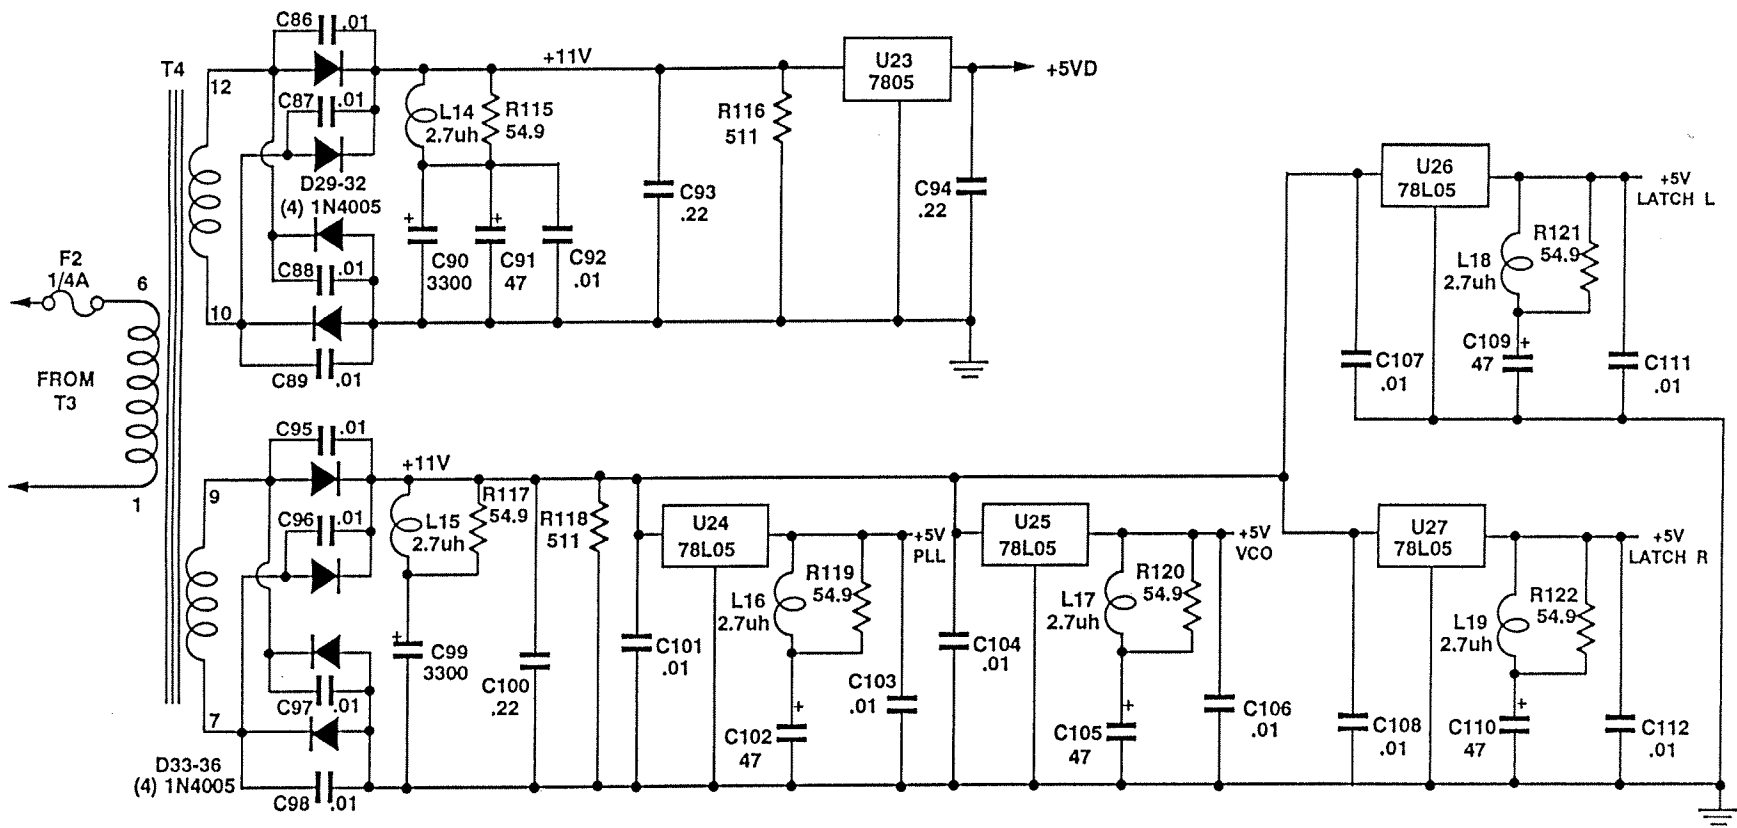 C86 .01
T4
12
+11V
U23
7805
+5VD
C87 .01
L14
2.7uh
R115
54.9
R116
511
D29-32
(4) 1N4005
C93
.22
C94
.22
U26
78L05
+5V
LATCH L
F2
1/4A
6
C88 .01
+
C90
3300
+
C91
47
C92
.01
L18
2.7uh
R121
54.9
10
C89 .01
FROM
T3
C107
.01
C109 +
47
C111
.01
1
C95 .01
+11V
9
C96 .01
L15
2.7uh
R117
54.9
R118
511
U24
78L05
+5V
PLL
U25
78L05
+5V
VCO
U27
78L05
+5V
LATCH R
L16
2.7uh
R119
54.9
L17
2.7uh
R120
54.9
L19
2.7uh
R122
54.9
+
C99
3300
C100
.22
C101
.01
C103
.01
C104
.01
C97 .01
7
+
C102
47
+
C105
47
C106
.01
C108
.01
+
C110
47
C112
.01
D33-36
(4) 1N4005
C98 .01